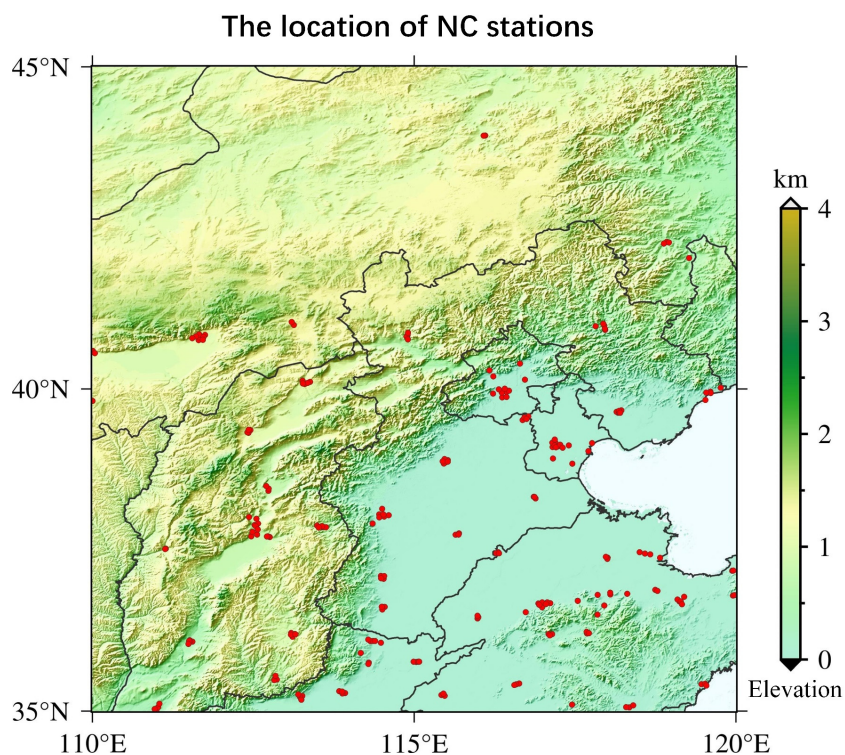 The location of NC stations
45°N
40°N
35°N
110°E
115°E
120°E
km
4
3
2
1
0
Elevation